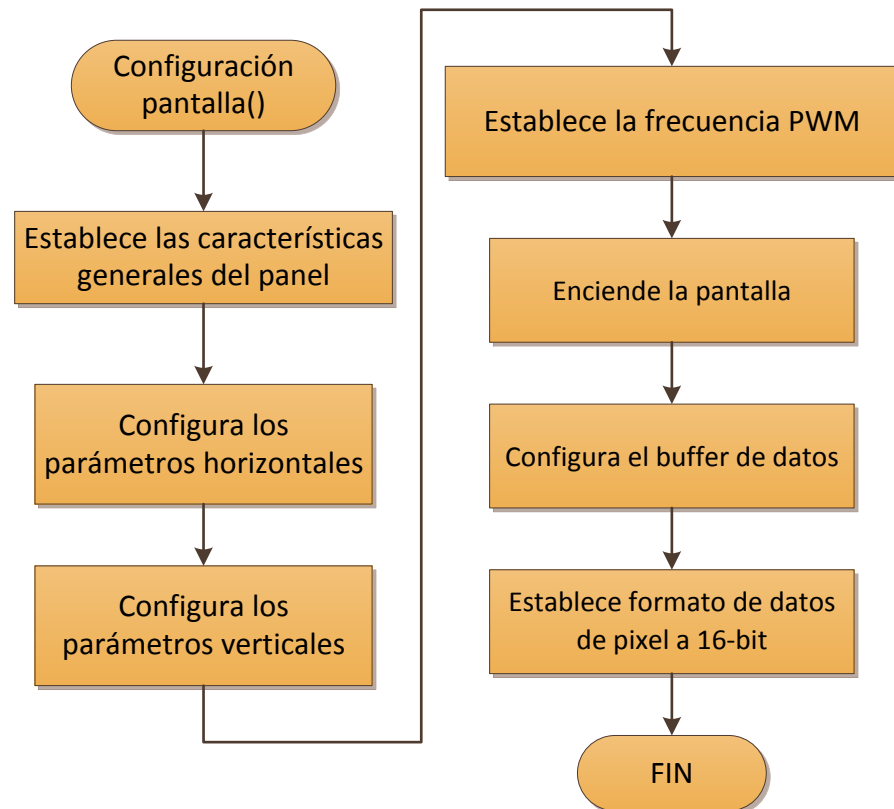 Configuración
pantalla()
Establece las característícas
generales del panel
Configura los
parámetros horizontales
Configura los
parámetros verticales
Establece la frecuencia PWM
Enciende la pantalla
Configura el buffer de datos
Establece formato de datos
de pixel a 16-bit
FIN